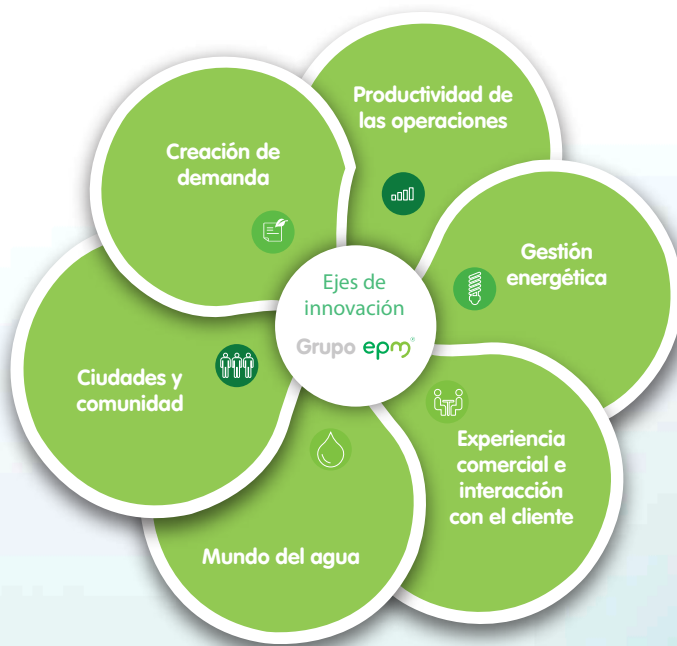 Productividad de
las operaciones
Creación de
demanda
Gestión
energética
Ejes de
innovación
Grupo epm®
Ciudades y
comunidad
Experiencia
comercial e
interacción
con el cliente
Mundo del agua